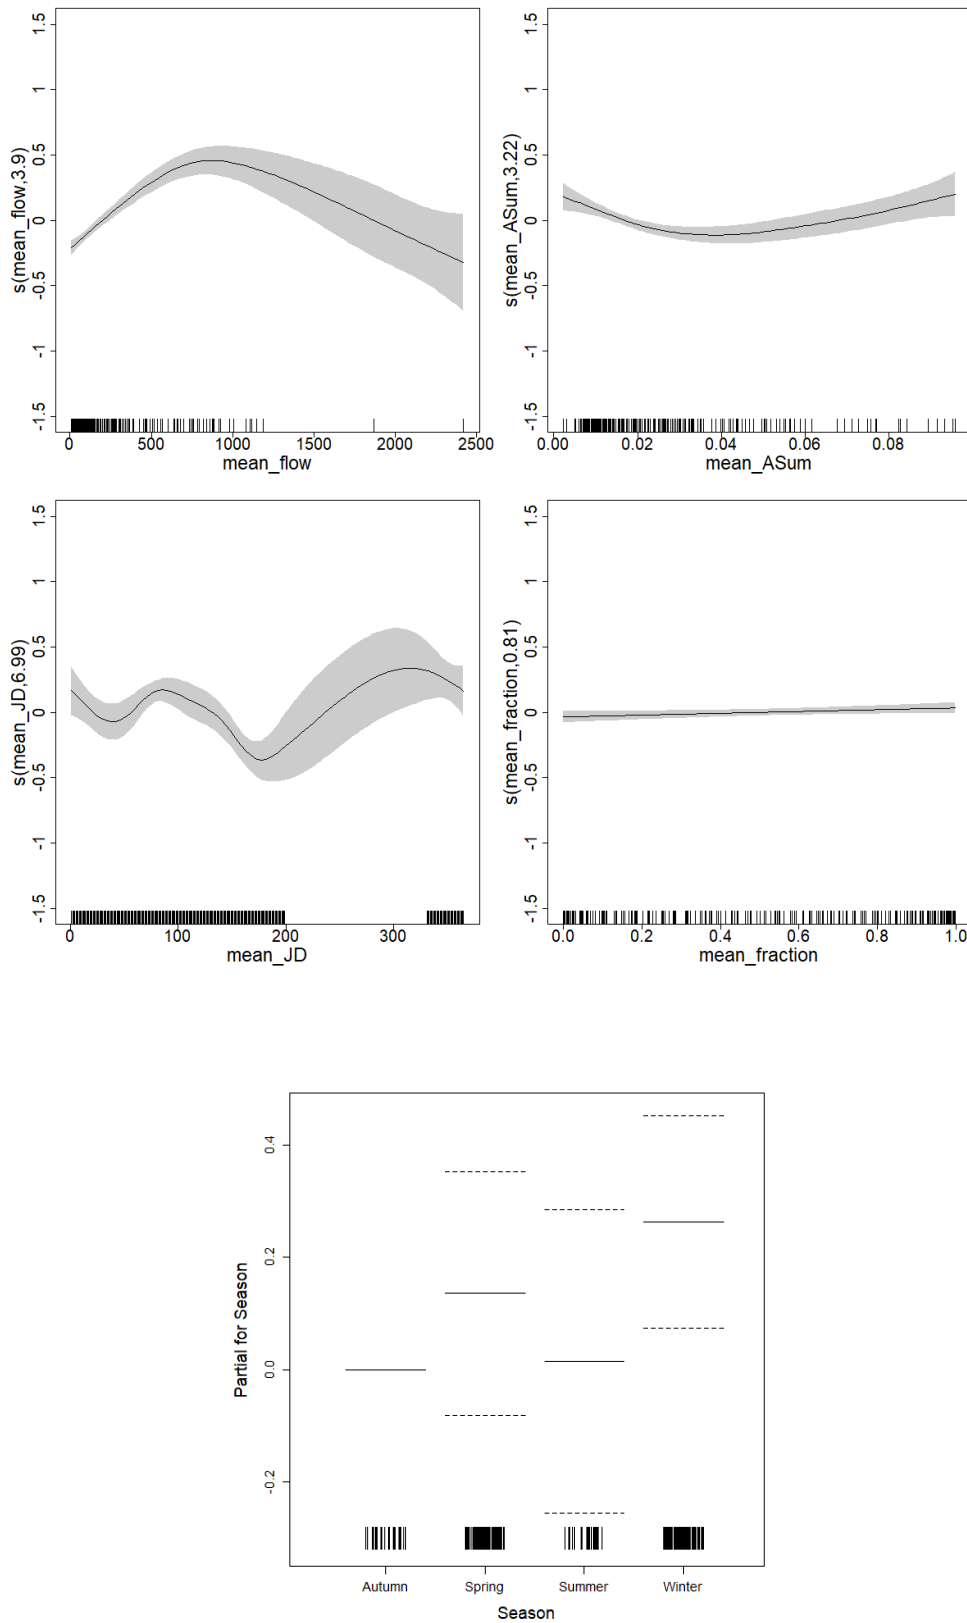 1.5
1
0.5
0
-0.5
-1
-1.5
s(mean_flow,3.9)
0 500 1000 1500 2000 2500
mean_flow
1.5
1
0.5
0
-0.5
-1
-1.5
s(mean_ASum,3.22)
0.00 0.02 0.04 0.06 0.08
mean_ASum
1.5
1
0.5
0
-0.5
-1
-1.5
s(mean_JD,6.99)
0 100 200 300
mean_JD
1.5
1
0.5
0
-0.5
-1
-1.5
s(mean_fraction,0.81)
0.0 0.2 0.4 0.6 0.8 1.0
mean_fraction
0.4
0.2
0.0
-0.2
Partial for Season
Autumn Spring Summer Winter
Season